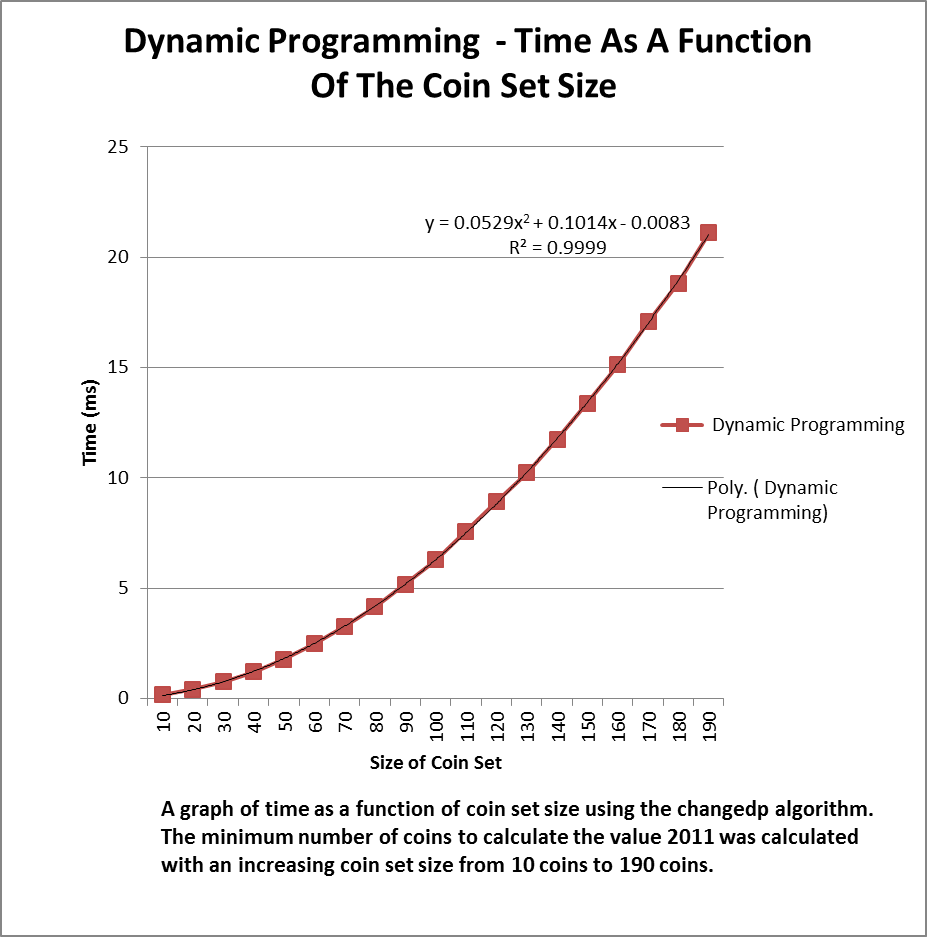 Dynamic Programming - Time As A Function
Of The Coin Set Size
25
20
15
10
5
0
Time (ms)
y = 0.0529x² + 0.1014x - 0.0083
R² = 0.9999
Dynamic Programming
Poly. ( Dynamic
Programming)
10 20 30 40 50 60 70 80 90 100 110 120 130 140 150 160 170 180 190
Size of Coin Set
A graph of time as a function of coin set size using the changedp algorithm.
The minimum number of coins to calculate the value 2011 was calculated
with an increasing coin set size from 10 coins to 190 coins.